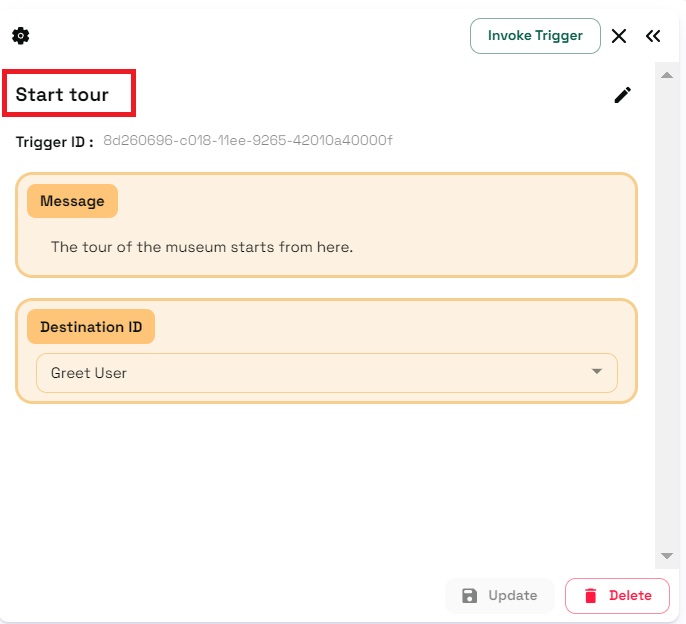 Invoke Trigger
Start tour
Trigger ID : 8d260696-c018-11ee-9265-42010a40000f
Message
The tour of the museum starts from here.
Destination ID
Greet User
Update
Delete